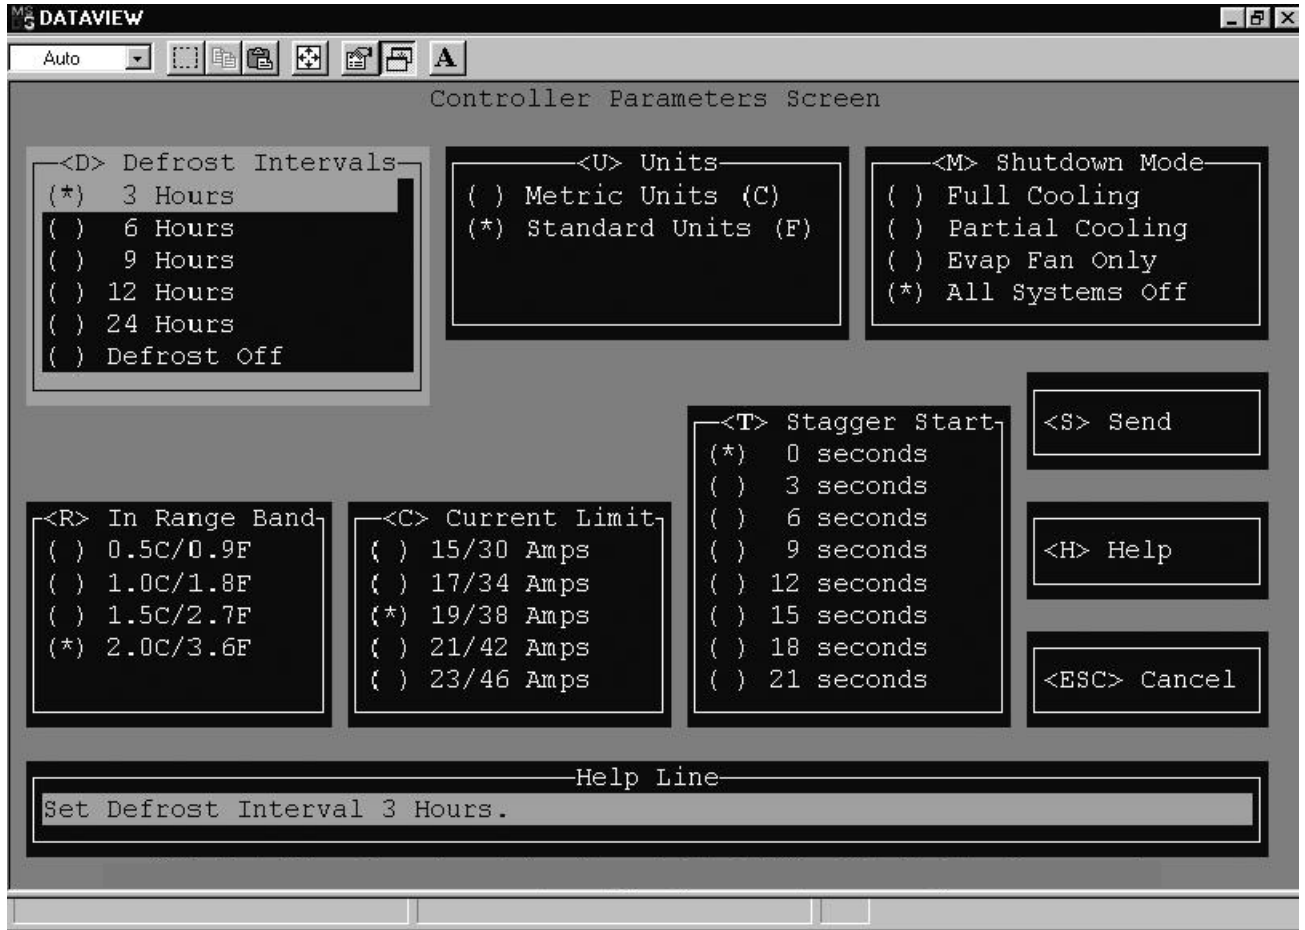 MS DOS DATAVIEW
Auto
A
Controller Parameters Screen
<D> Defrost Intervals
(*) 3 Hours
( ) 6 Hours
( ) 9 Hours
( ) 12 Hours
( ) 24 Hours
( ) Defrost Off
<U> Units
( ) Metric Units (C)
(*) Standard Units (F)
<M> Shutdown Mode
( ) Full Cooling
( ) Partial Cooling
( ) Evap Fan Only
(*) All Systems Off
<R> In Range Band
( ) 0.5C/0.9F
( ) 1.0C/1.8F
( ) 1.5C/2.7F
(*) 2.0C/3.6F
<C> Current Limit
( ) 15/30 Amps
( ) 17/34 Amps
(*) 19/38 Amps
( ) 21/42 Amps
( ) 23/46 Amps
<T> Stagger Start
(*) 0 seconds
( ) 3 seconds
( ) 6 seconds
( ) 9 seconds
( ) 12 seconds
( ) 15 seconds
( ) 18 seconds
( ) 21 seconds
<S> Send
<H> Help
<ESC> Cancel
Help Line
Set Defrost Interval 3 Hours.